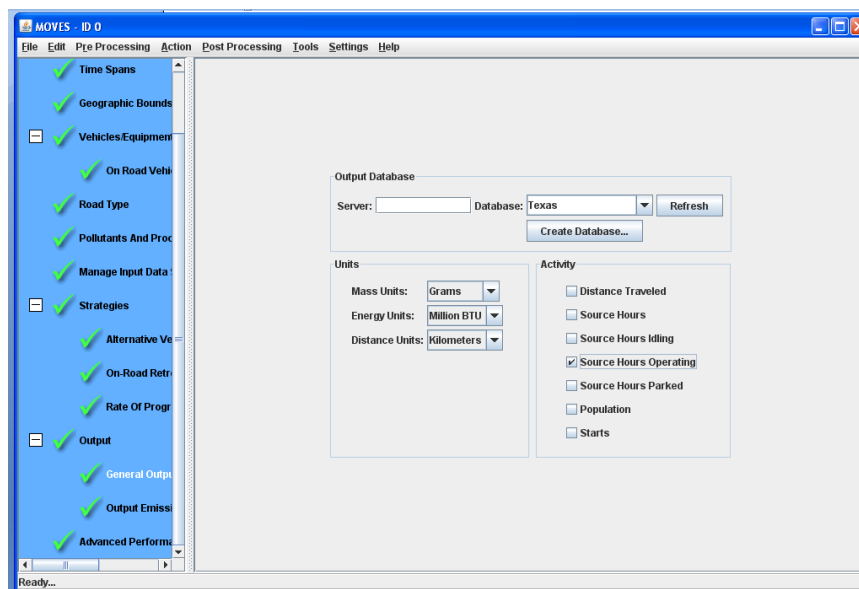 MOVES - ID 0
File Edit Pre Processing Action Post Processing Tools Settings Help
Time Spans
Geographic Bounds
Vehicles/Equipment
On Road Vehi
Road Type
Pollutants And Proc
Manage Input Data
Strategies
Alternative Ve
On-Road Retr
Rate Of Progr
Output
General Outpu
Output Emissi
Advanced Performa
Output Database
Server: Database: Texas Refresh
Create Database...
Units
Mass Units: Grams
Energy Units: Million BTU
Distance Units: Kilometers
Activity
Distance Traveled
Source Hours
Source Hours Idling
Source Hours Operating
Source Hours Parked
Population
Starts
Ready...